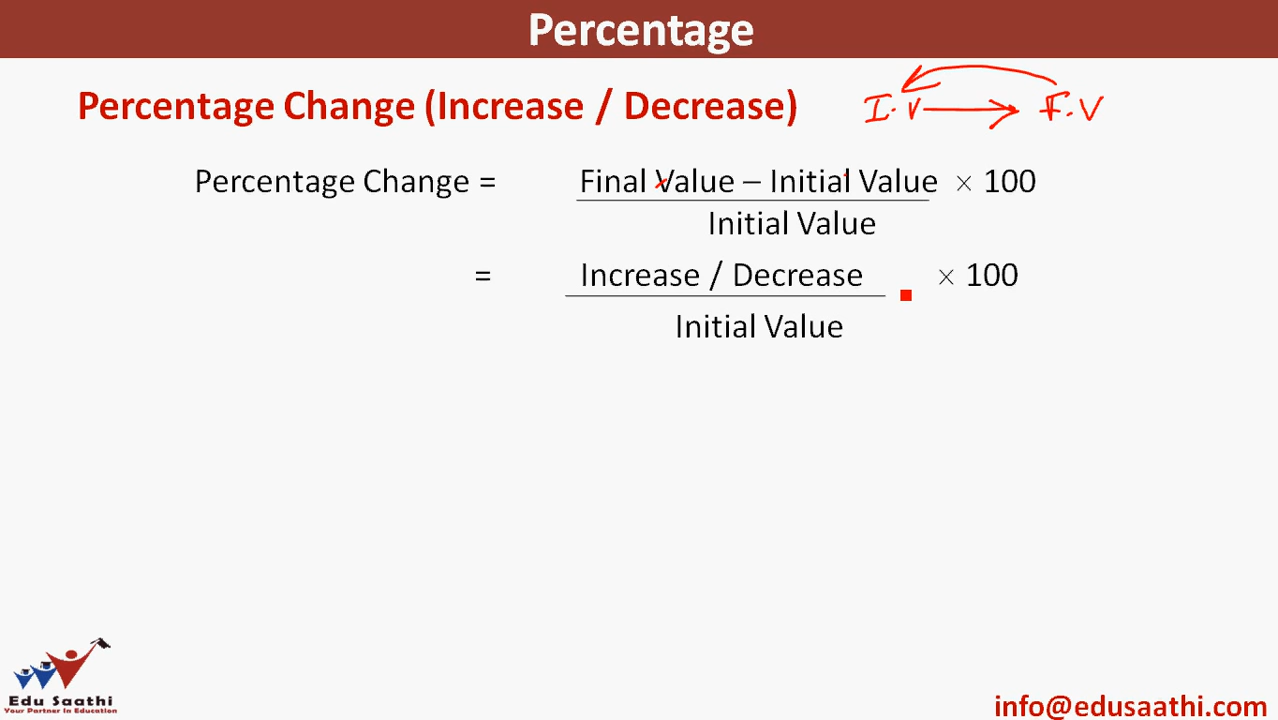 Percentage
Percentage Change (Increase / Decrease)
I.V F.V
Percentage Change = Final Value – Initial Value × 100
Initial Value
= Increase / Decrease × 100
Initial Value
Edu Saathi
Your Partner In Education
info@edusaathi.com